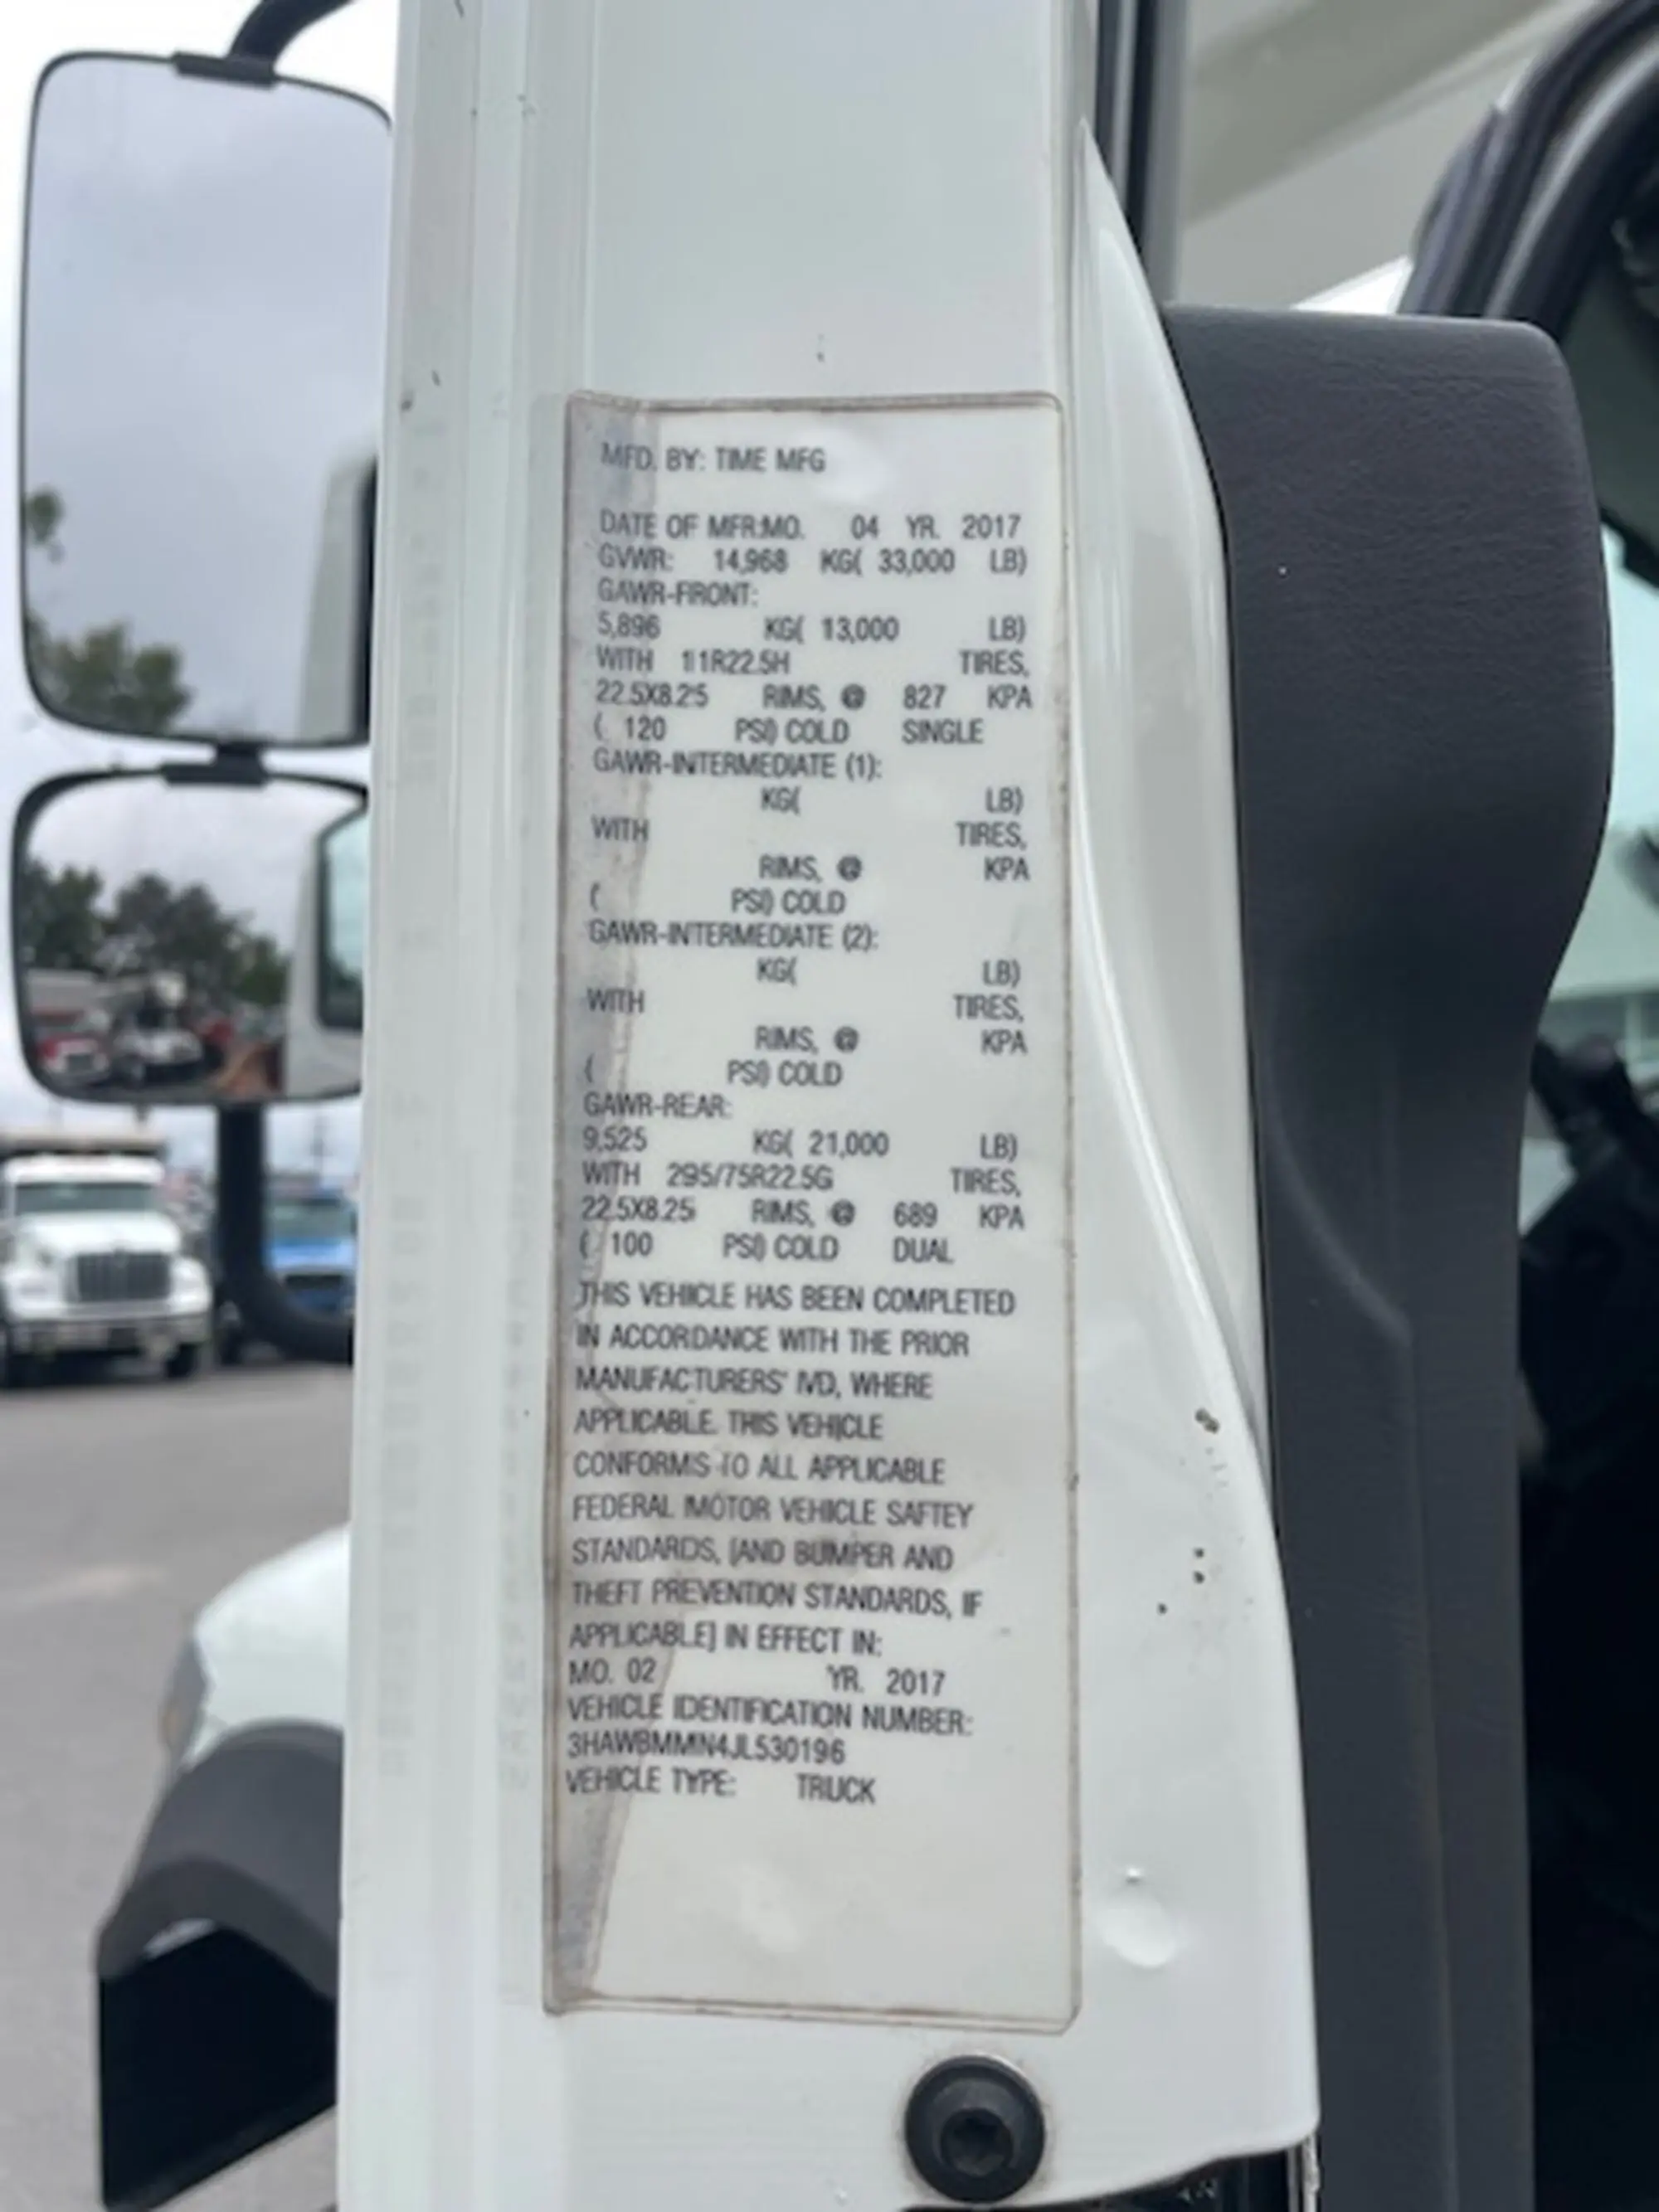 MFD. BY: TIME MFG
DATE OF MFR:MO. 04 YR. 2017
GVWR: 14,968 KG( 33,000 LB)
GAWR-FRONT:
5,896 KG( 13,000 LB)
WITH 11R22.5H TIRES,
22.5X8.25 RIMS, @ 827 KPA
( 120 PSI) COLD SINGLE
GAWR-INTERMEDIATE (1):
KG( LB)
WITH TIRES,
RIMS, @ KPA
( PSI) COLD
GAWR-INTERMEDIATE (2):
KG( LB)
WITH TIRES,
RIMS, @ KPA
( PSI) COLD
GAWR-REAR:
9,525 KG( 21,000 LB)
WITH 295/75R22.5G TIRES,
22.5X8.25 RIMS, @ 689 KPA
( 100 PSI) COLD DUAL
THIS VEHICLE HAS BEEN COMPLETED
IN ACCORDANCE WITH THE PRIOR
MANUFACTURERS' IVD, WHERE
APPLICABLE. THIS VEHICLE
CONFORMS TO ALL APPLICABLE
FEDERAL MOTOR VEHICLE SAFTEY
STANDARDS, [AND BUMPER AND
THEFT PREVENTION STANDARDS, IF
APPLICABLE] IN EFFECT IN:
MO. 02 YR. 2017
VEHICLE IDENTIFICATION NUMBER:
3HAWBMMN4JL530196
VEHICLE TYPE: TRUCK